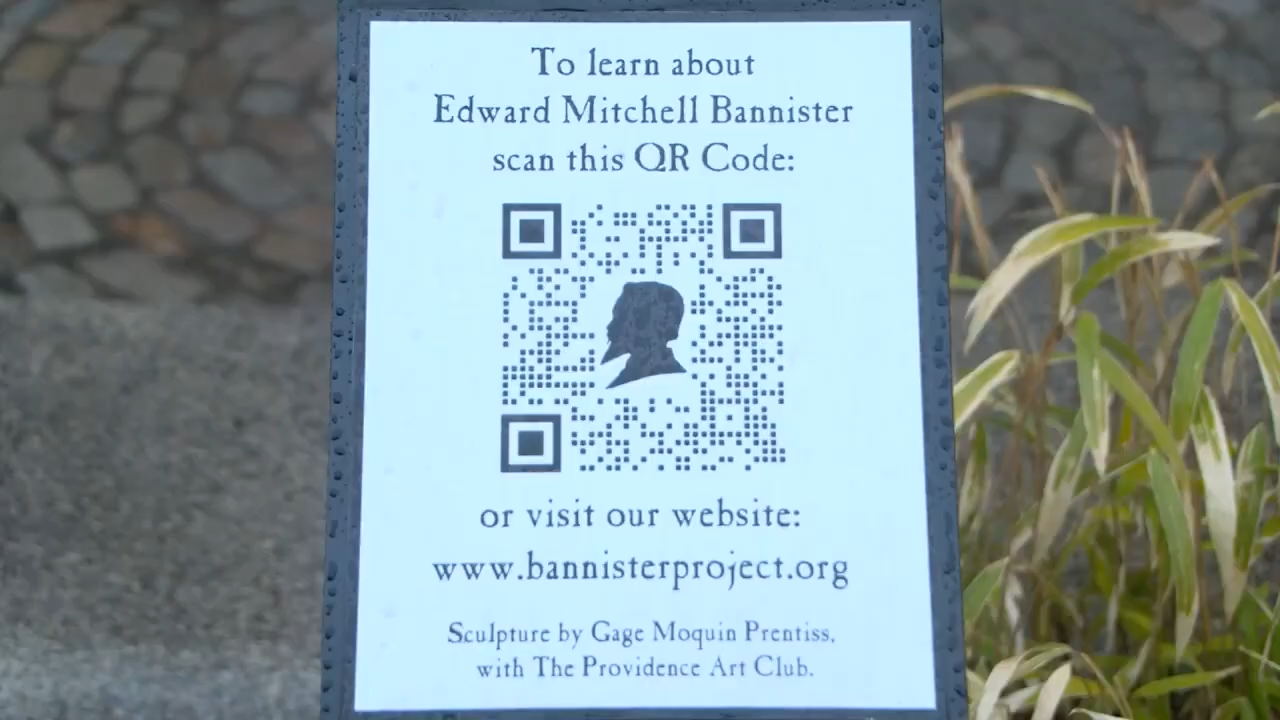 To learn about
Edward Mitchell Bannister
scan this QR Code:
or visit our website:
www.bannisterproject.org
Sculpture by Gage Moquin Prentiss,
with The Providence Art Club.